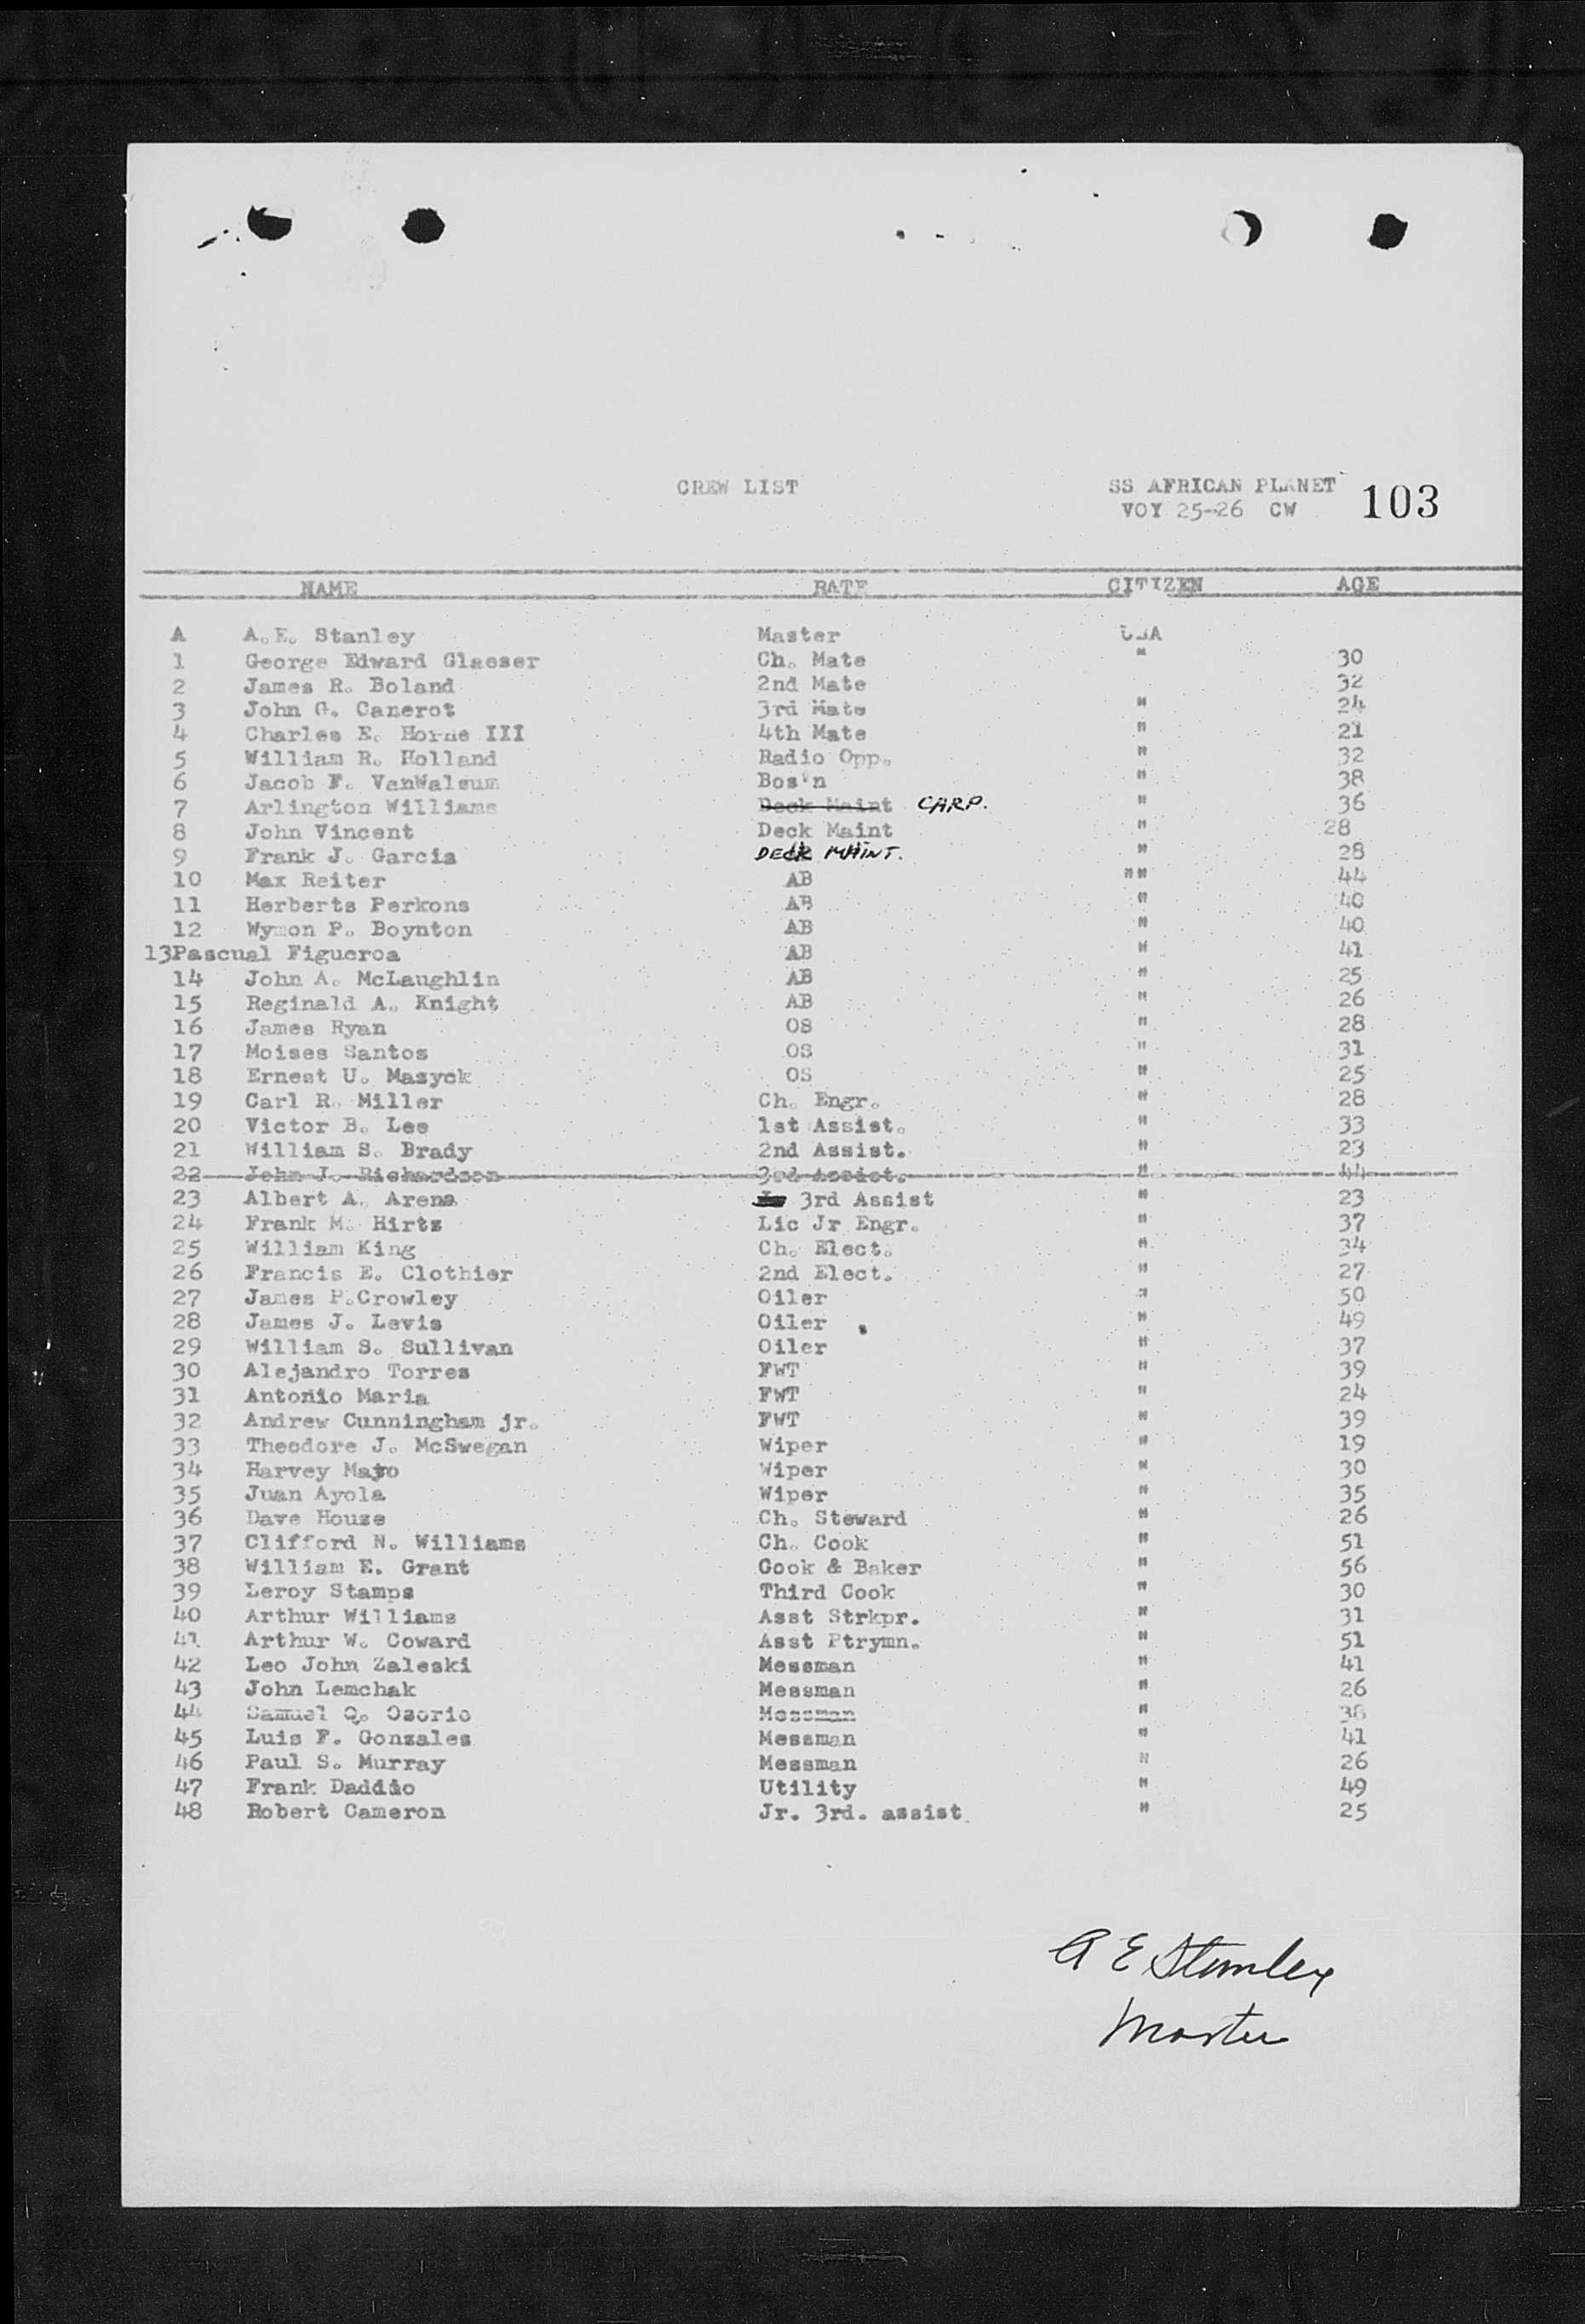 CREW LIST
SS AFRICAN PLANET
VOY 25-26 CW
103
NAME RATE CITIZEN AGE
A A.E. Stanley Master USA
1 George Edward Glaeser Ch. Mate " 30
2 James R. Boland 2nd Mate 32
3 John G. Canerot 3rd Mate " 24
4 Charles E. Horne III 4th Mate " 21
5 William R. Holland Radio Opp. " 32
6 Jacob F. VanWalsum Bos'n " 38
7 Arlington Williams Deck Maint CARP. " 36
8 John Vincent Deck Maint " 28
9 Frank J. Garcia DECK MAINT. " 28
10 Max Reiter AB "" 44
11 Herberts Perkons AB " 40
12 Wymon P. Boynton AB " 40
13Pascual Figueroa AB " 41
14 John A. McLaughlin AB " 25
15 Reginald A. Knight AB " 26
16 James Ryan OS " 28
17 Moises Santos OS " 31
18 Ernest U. Mazyck OS " 25
19 Carl R. Miller Ch. Engr. " 28
20 Victor B. Lee 1st Assist. " 33
21 William S. Brady 2nd Assist. " 23
22 John J. Richardson 3rd Assist. " 44
23 Albert A. Arena 3rd Assist " 23
24 Frank M. Hirtz Lic Jr Engr. " 37
25 William King Ch. Elect. " 34
26 Francis E. Clothier 2nd Elect. " 27
27 James P.Crowley Oiler " 50
28 James J. Levis Oiler " 49
29 William S. Sullivan Oiler " 37
30 Alejandro Torres FWT " 39
31 Antonio Maria FWT " 24
32 Andrew Cunningham jr. FWT " 39
33 Theodore J. McSwegan Wiper " 19
34 Harvey Mayo Wiper " 30
35 Juan Ayola Wiper " 35
36 Dave House Ch. Steward " 26
37 Clifford N. Williams Ch. Cook " 51
38 William E. Grant Cook & Baker " 56
39 Leroy Stamps Third Cook " 30
40 Arthur Williams Asst Strkpr. " 31
41 Arthur W. Coward Asst Ptrymn. " 51
42 Leo John Zaleski Messman " 41
43 John Lemchak Messman " 26
44 Samuel Q. Osorio Messman " 38
45 Luis F. Gonzales Messman " 41
46 Paul S. Murray Messman " 26
47 Frank Daddio Utility " 49
48 Robert Cameron Jr. 3rd. assist. " 25
A E Stanley
Master